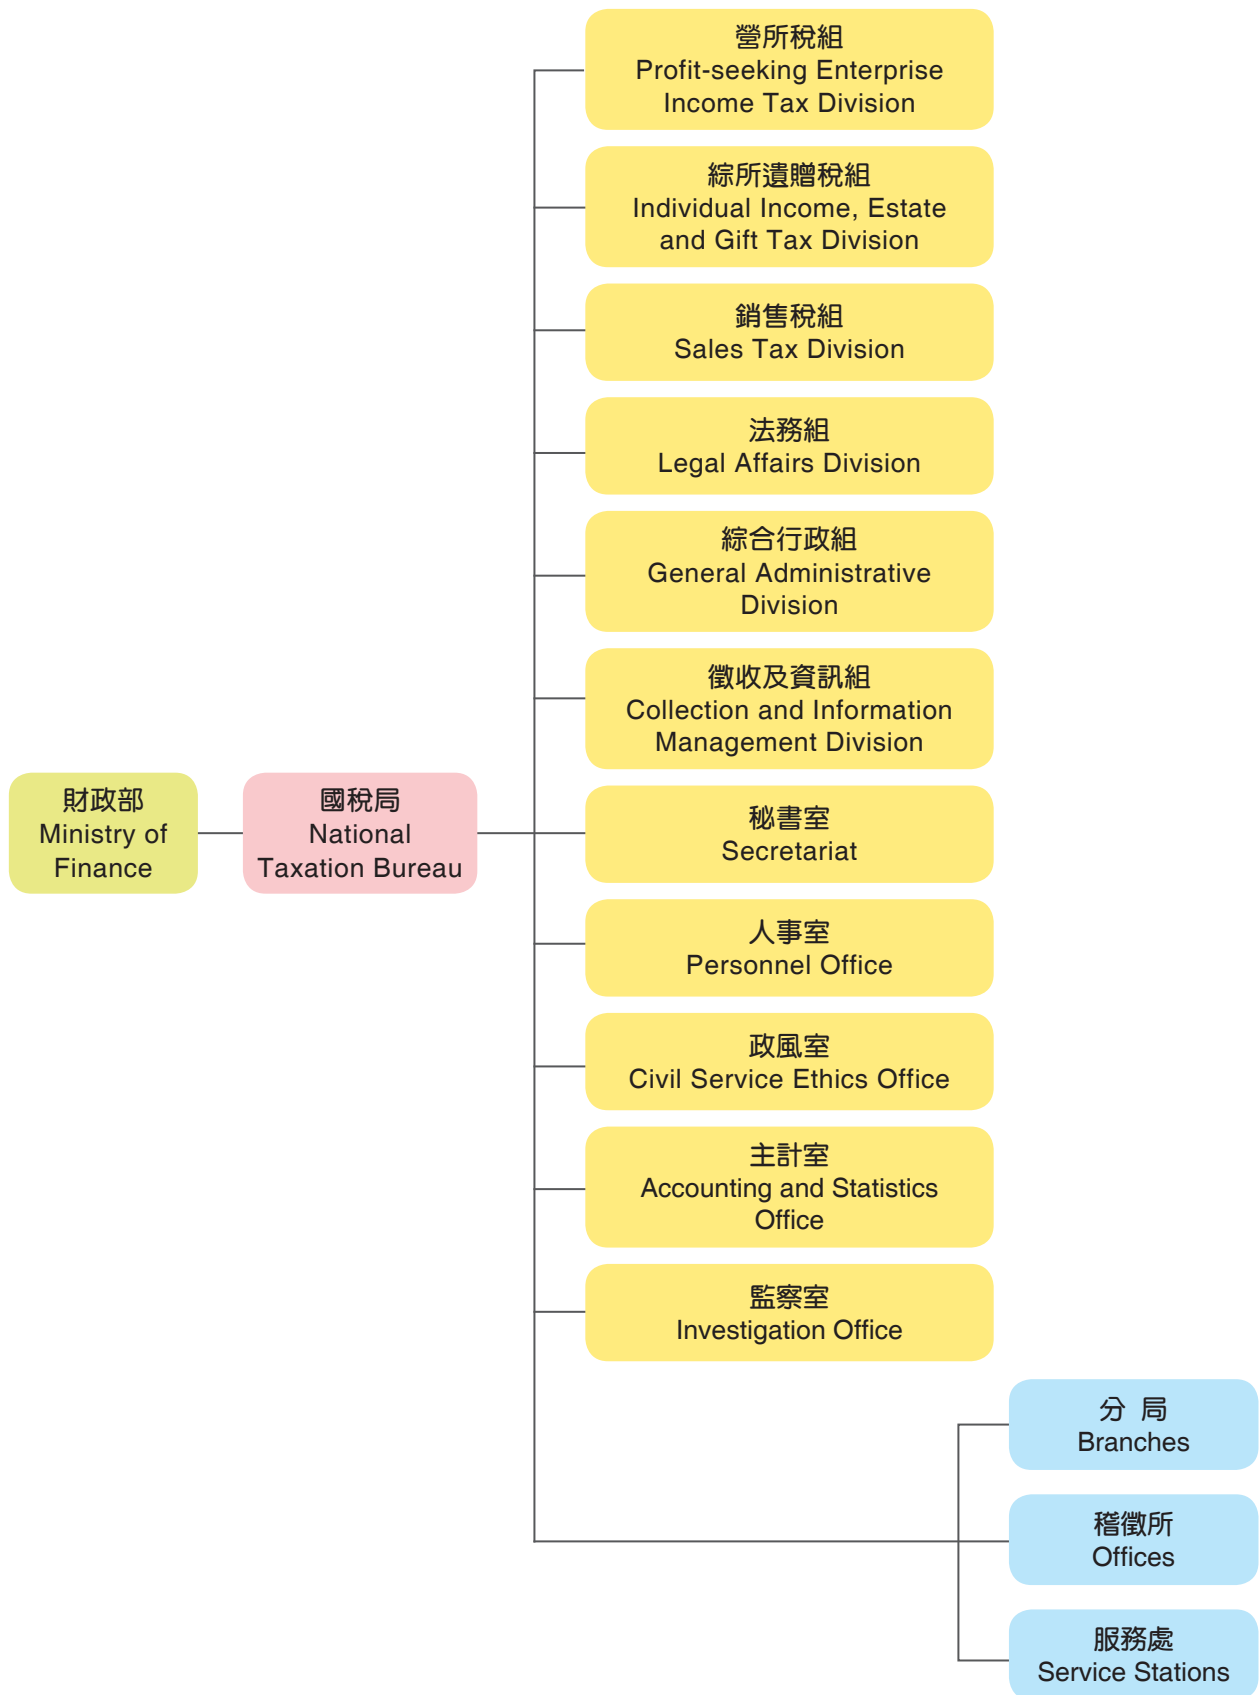 營所稅組
Profit-seeking Enterprise
Income Tax Division
綜所遺贈稅組
Individual Income, Estate
and Gift Tax Division
銷售稅組
Sales Tax Division
法務組
Legal Affairs Division
綜合行政組
General Administrative
Division
徵收及資訊組
Collection and Information
Management Division
財政部
Ministry of
Finance
國稅局
National
Taxation Bureau
秘書室
Secretariat
人事室
Personnel Office
政風室
Civil Service Ethics Office
主計室
Accounting and Statistics
Office
監察室
Investigation Office
分 局
Branches
稽徵所
Offices
服務處
Service Stations